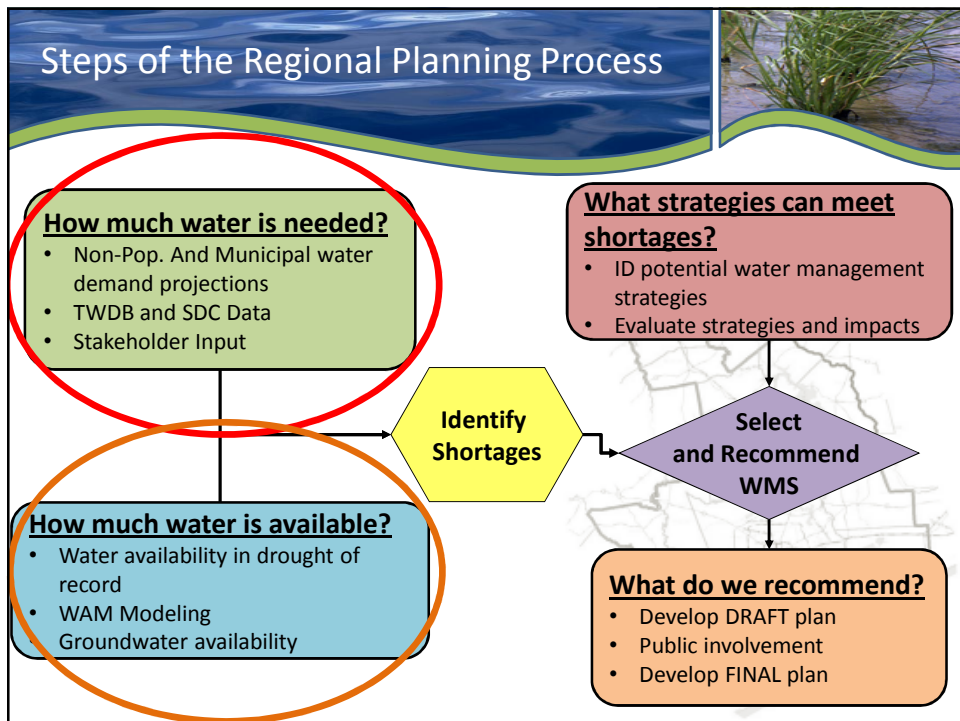 Steps of the Regional Planning Process
How much water is needed?
• Non-Pop. And Municipal water
demand projections
• TWDB and SDC Data
• Stakeholder Input
How much water is available?
• Water availability in drought of
record
• WAM Modeling
• Groundwater availability
Identify
Shortages
What strategies can meet
shortages?
• ID potential water management
strategies
• Evaluate strategies and impacts
Select
and Recommend
WMS
What do we recommend?
• Develop DRAFT plan
• Public involvement
• Develop FINAL plan